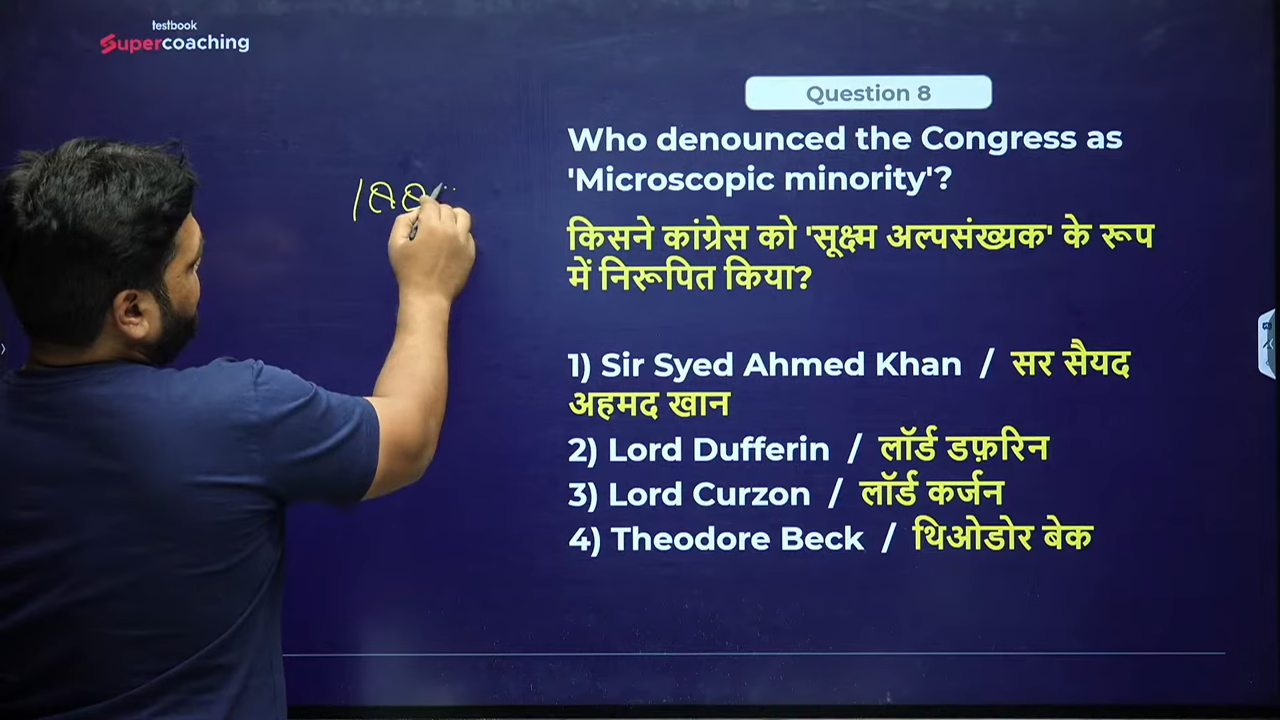 testbook
Supercoaching
Question 8
Who denounced the Congress as
'Microscopic minority'?
किसने कांग्रेस को 'सूक्ष्म अल्पसंख्यक' के रूप
में निरूपित किया?
1) Sir Syed Ahmed Khan / सर सैयद
अहमद खान
2) Lord Dufferin / लॉर्ड डफ़रिन
3) Lord Curzon / लॉर्ड कर्जन
4) Theodore Beck / थिओडोर बेक
188